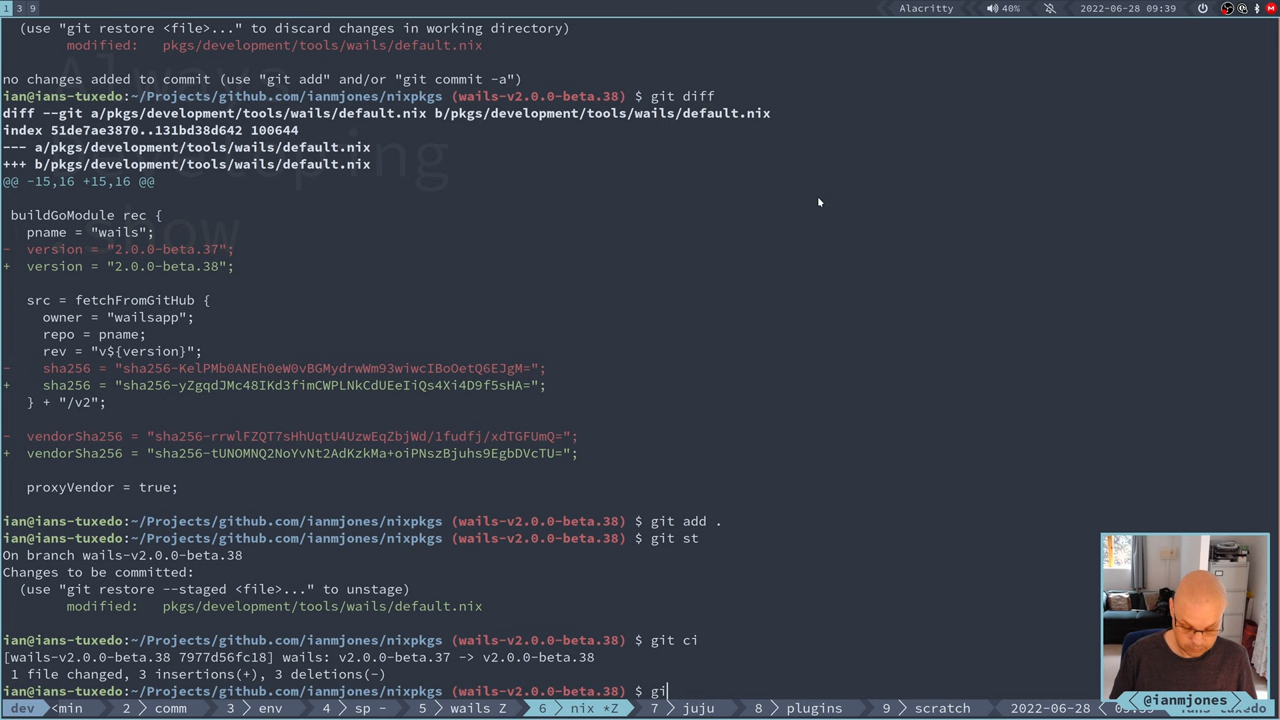 1 3 9 Alacritty 40% 2022-06-28 09:39
(use "git restore <file>..." to discard changes in working directory)
modified: pkgs/development/tools/wails/default.nix
no changes added to commit (use "git add" and/or "git commit -a")
ian@ians-tuxedo:~/Projects/github.com/ianmjones/nixpkgs (wails-v2.0.0-beta.38) $ git diff
diff --git a/pkgs/development/tools/wails/default.nix b/pkgs/development/tools/wails/default.nix
index 51de7ae3870..131bd38d642 100644
--- a/pkgs/development/tools/wails/default.nix
+++ b/pkgs/development/tools/wails/default.nix
@@ -15,16 +15,16 @@
buildGoModule rec {
pname = "wails";
- version = "2.0.0-beta.37";
+ version = "2.0.0-beta.38";
src = fetchFromGitHub {
owner = "wailsapp";
repo = pname;
rev = "v${version}";
- sha256 = "sha256-KelPMb0ANEh0eW0vBGMydrwWm93wiwcIBoOetQ6EJgM=";
+ sha256 = "sha256-yZgqdJMc48IKd3fimCWPLNkCdUEeIiQs4Xi4D9f5sHA=";
} + "/v2";
- vendorSha256 = "sha256-rrwlFZQT7sHhUqtU4UzwEqZbjWd/1fudfj/xdTGFUmQ=";
+ vendorSha256 = "sha256-tUNOMNQ2NoYvNt2AdKzkMa+oiPNszBjuhs9EgbDVcTU=";
proxyVendor = true;
ian@ians-tuxedo:~/Projects/github.com/ianmjones/nixpkgs (wails-v2.0.0-beta.38) $ git add .
ian@ians-tuxedo:~/Projects/github.com/ianmjones/nixpkgs (wails-v2.0.0-beta.38) $ git st
On branch wails-v2.0.0-beta.38
Changes to be committed:
(use "git restore --staged <file>..." to unstage)
modified: pkgs/development/tools/wails/default.nix
ian@ians-tuxedo:~/Projects/github.com/ianmjones/nixpkgs (wails-v2.0.0-beta.38) $ git ci
[wails-v2.0.0-beta.38 7977d56fc18] wails: v2.0.0-beta.37 -> v2.0.0-beta.38
1 file changed, 3 insertions(+), 3 deletions(-)
ian@ians-tuxedo:~/Projects/github.com/ianmjones/nixpkgs (wails-v2.0.0-beta.38) $ gi
dev <min 2 comm 3 env 4 sp - 5 wails Z 6 nix *Z 7 juju 8 plugins 9 scratch
@ianmjones